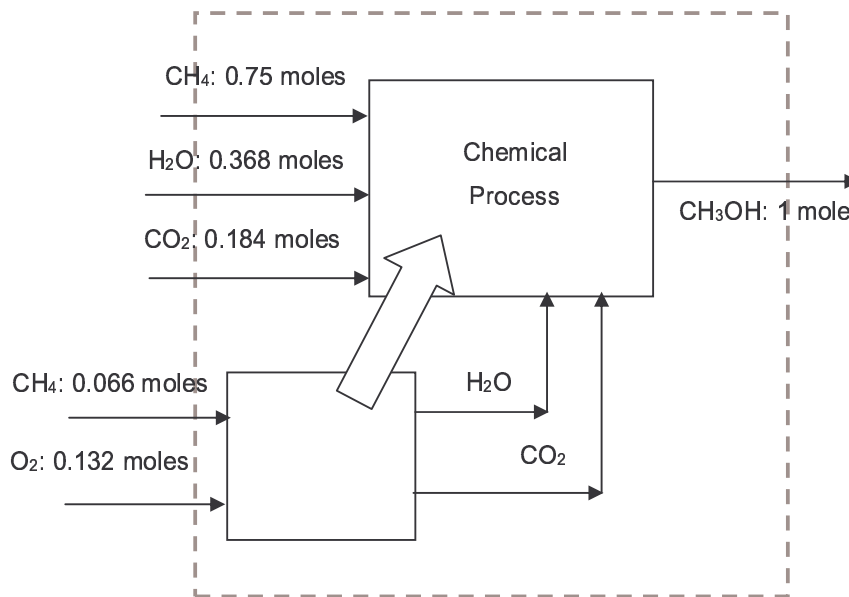 CH₄: 0.75 moles
Chemical
Process
H₂O: 0.368 moles
CH₃OH: 1 mole
CO₂: 0.184 moles
CH₄: 0.066 moles
H₂O
O₂: 0.132 moles
CO₂